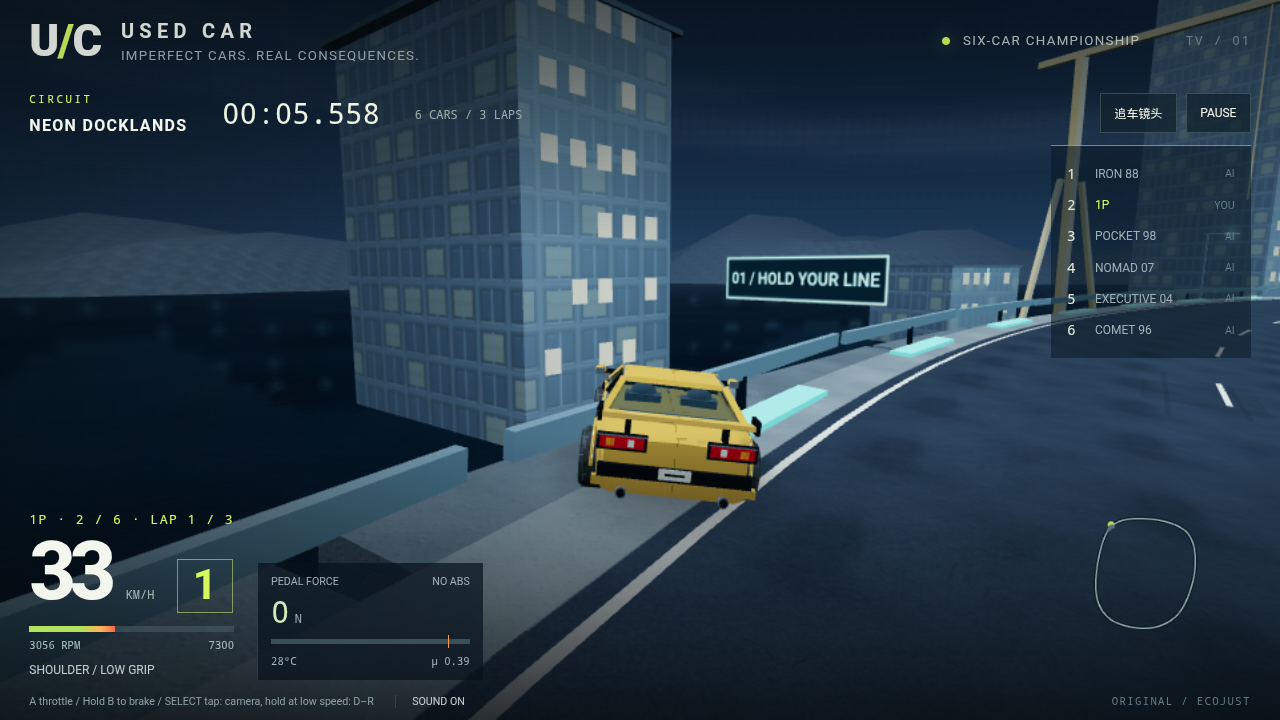 U/C
USED CAR
IMPERFECT CARS. REAL CONSEQUENCES.
SIX-CAR CHAMPIONSHIP
TV / 01
CIRCUIT
NEON DOCKLANDS
00:05.558
6 CARS / 3 LAPS
追车镜头
PAUSE
1 IRON 88 AI
2 1P YOU
3 POCKET 98 AI
4 NOMAD 07 AI
5 EXECUTIVE 04 AI
6 COMET 96 AI
01 / HOLD YOUR LINE
1P · 2 / 6 · LAP 1 / 3
33 KM/H 1
3056 RPM 7300
SHOULDER / LOW GRIP
PEDAL FORCE NO ABS
0 N
28°C μ 0.39
A throttle / Hold B to brake / SELECT tap: camera, hold at low speed: D–R
SOUND ON
ORIGINAL / ECOJUST